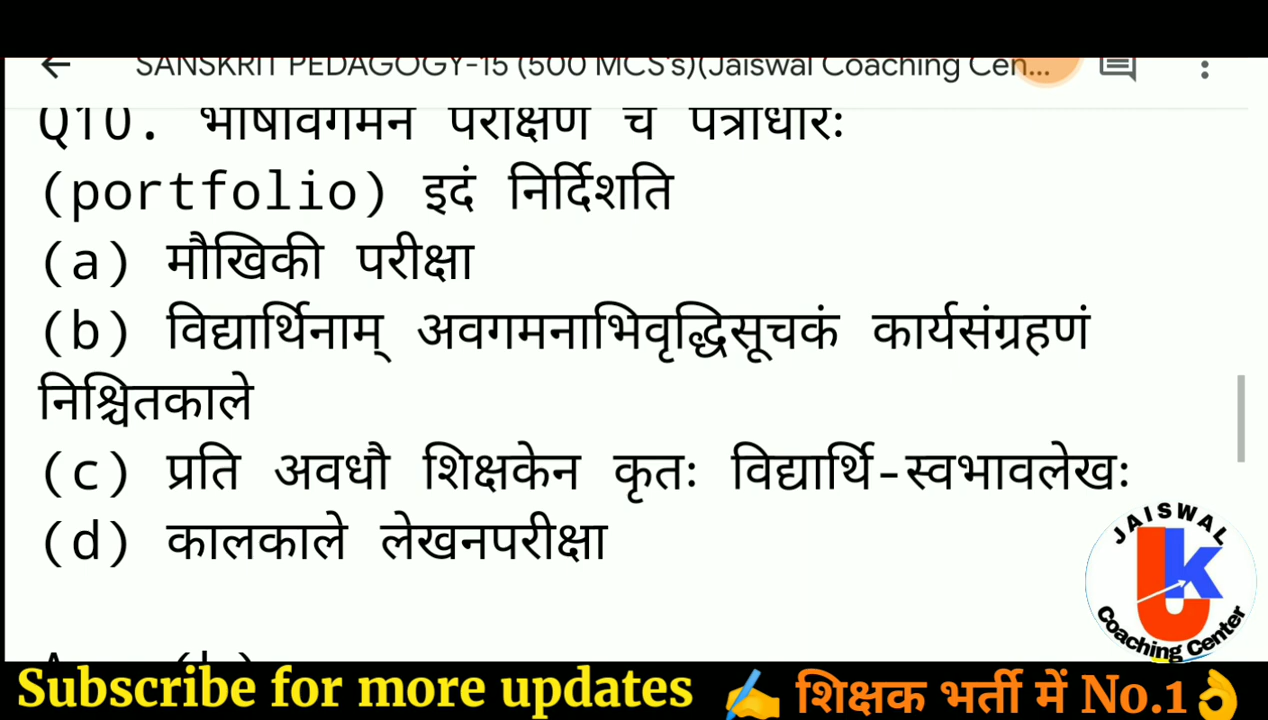 SANSKRIT PEDAGOGY-15 (500 MCS's)(Jaiswal Coaching Cen...
Q10. भाषावगमन परीक्षणे च पत्राधारः
(portfolio) इदं निर्दिशति
(a) मौखिकी परीक्षा
(b) विद्यार्थिनाम् अवगमनाभिवृद्धिसूचकं कार्यसंग्रहणं
निश्चितकाले
(c) प्रति अवधौ शिक्षकेन कृतः विद्यार्थि-स्वभावलेखः
(d) कालकाले लेखनपरीक्षा
JAISWAL
JK
Coaching Center
Subscribe for more updates ✍ शिक्षक भर्ती में No.1👌